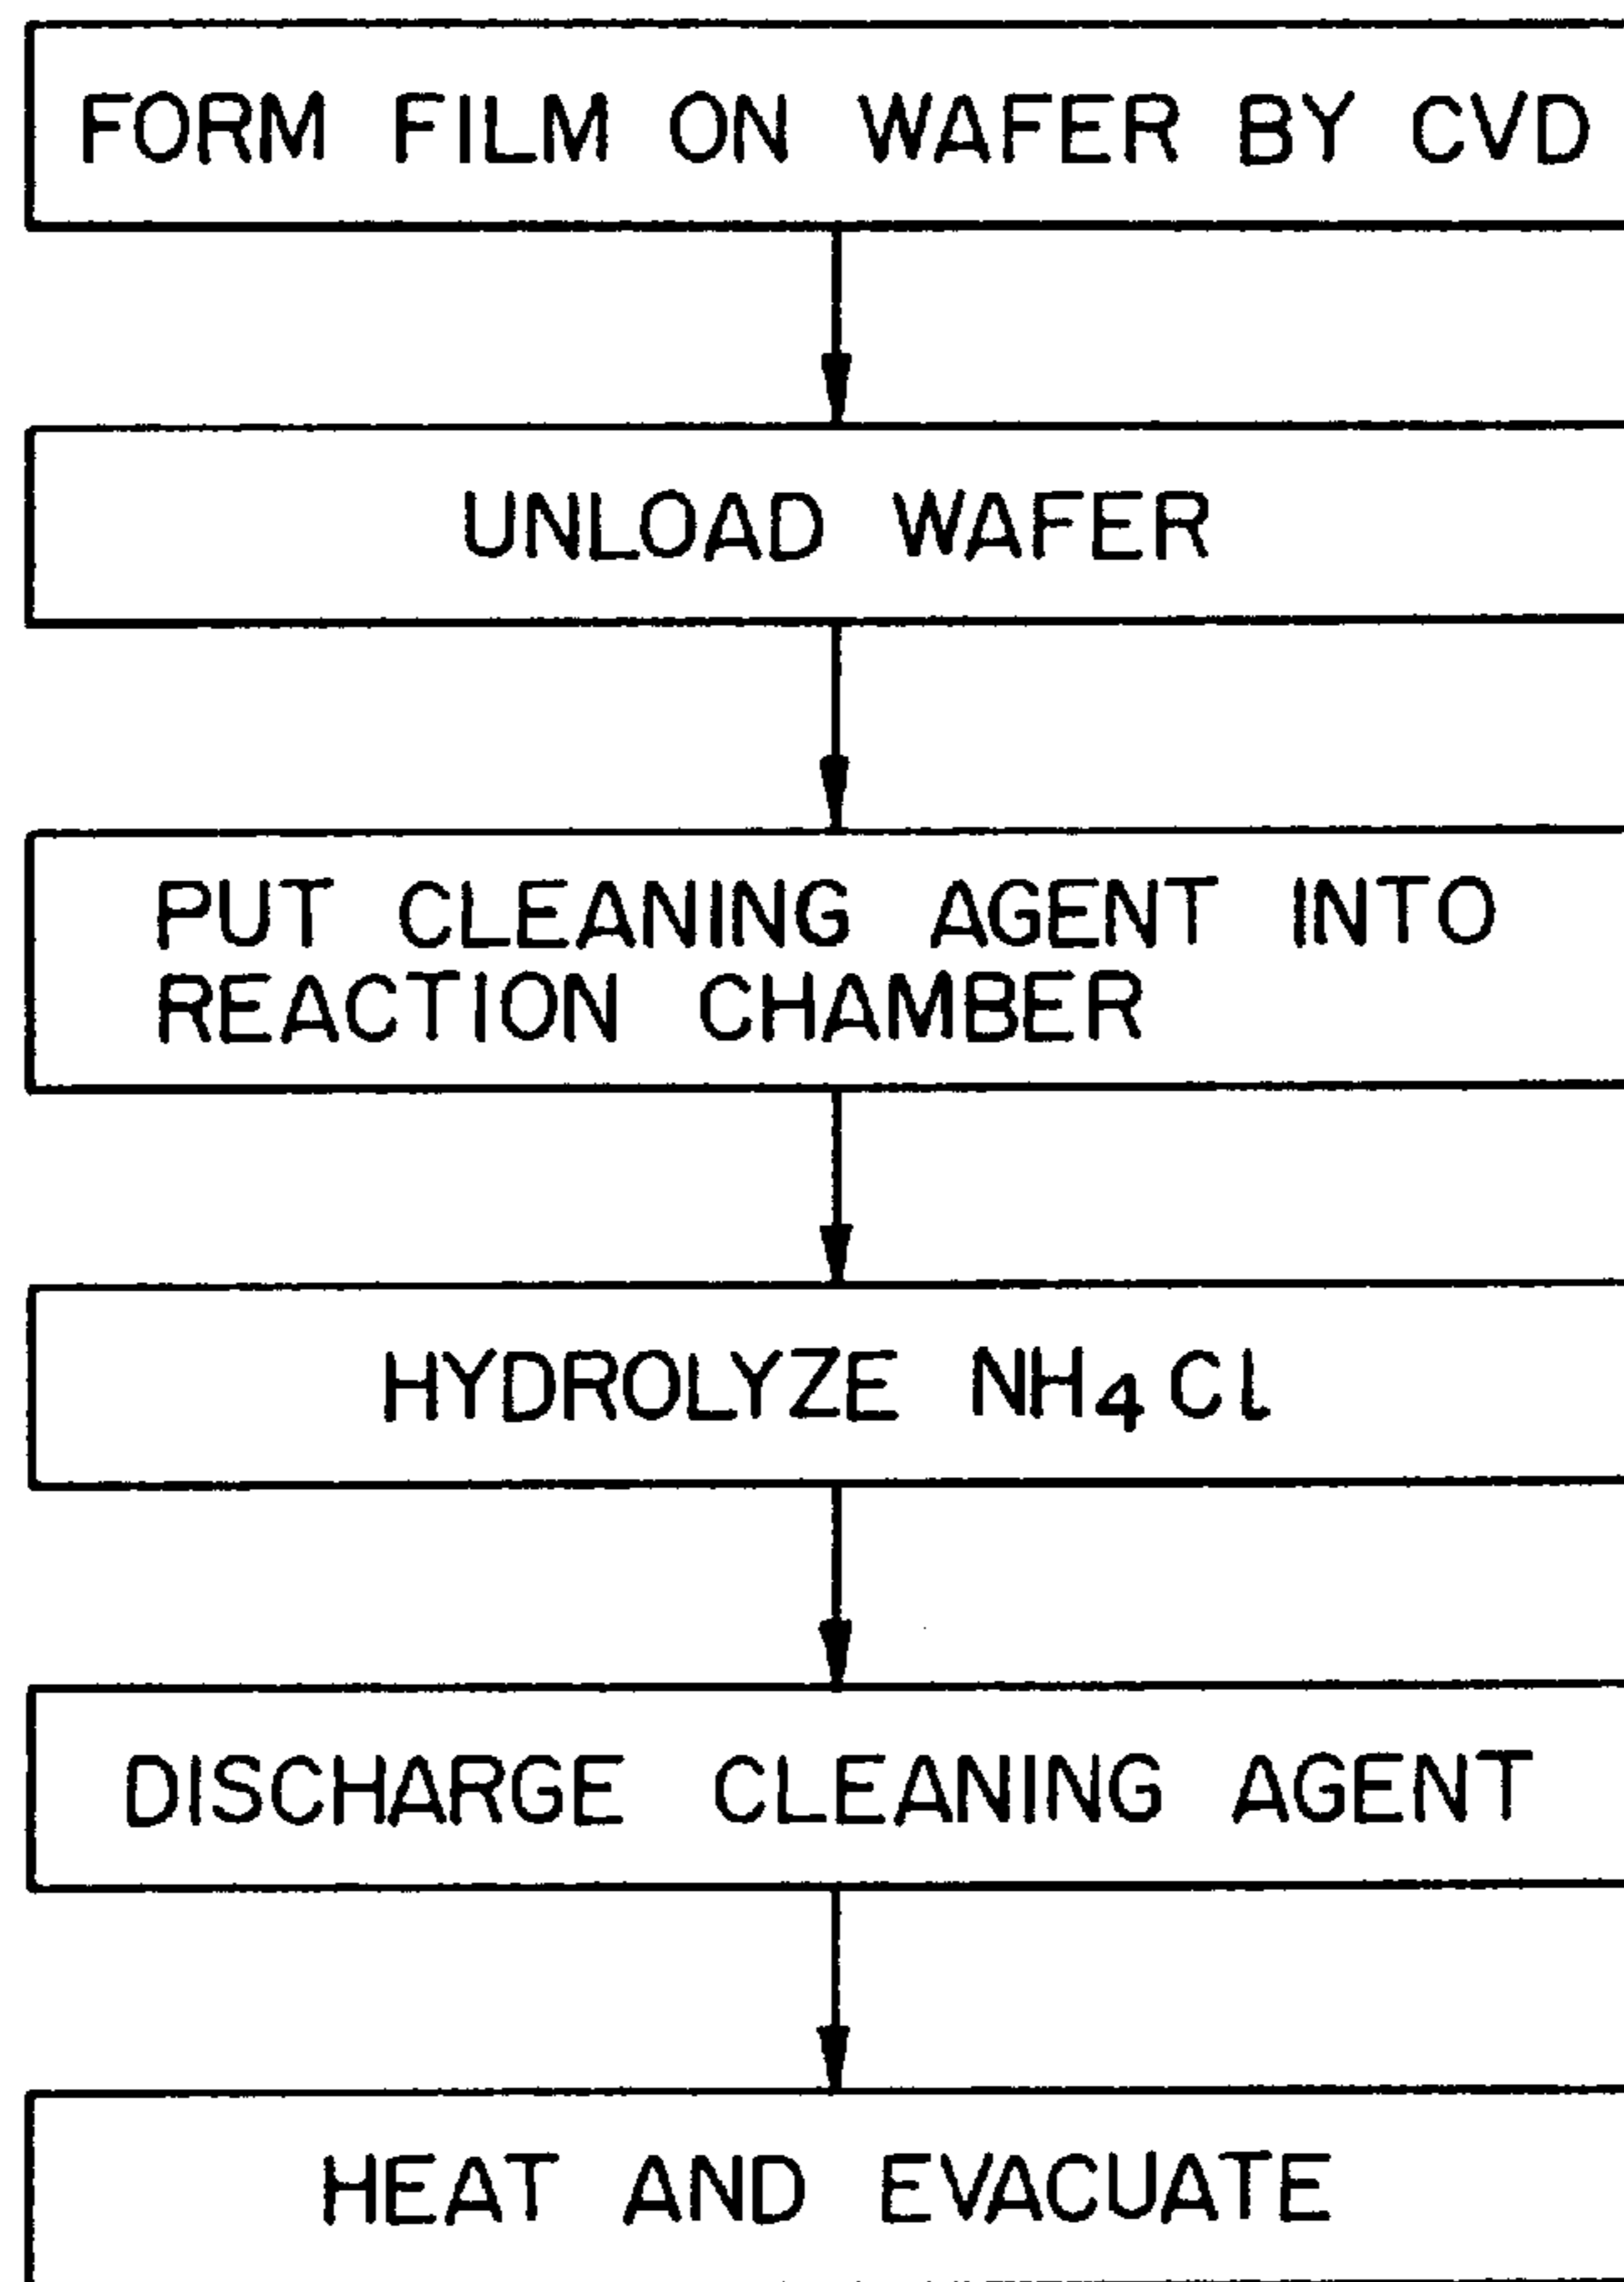 FORM FILM ON WAFER BY CVD
UNLOAD WAFER
PUT CLEANING AGENT INTO
REACTION CHAMBER
HYDROLYZE NH4Cl
DISCHARGE CLEANING AGENT
HEAT AND EVACUATE